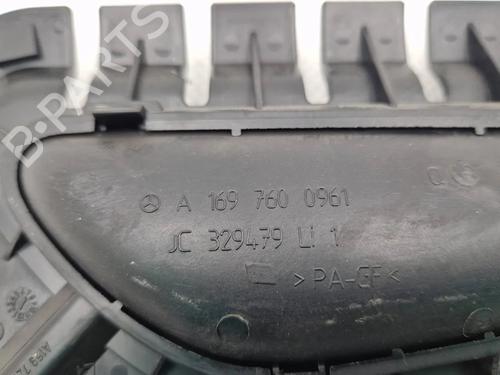 B-PARTS
A 169 760 0961
JC 329479 Li 1
>PA-GF<